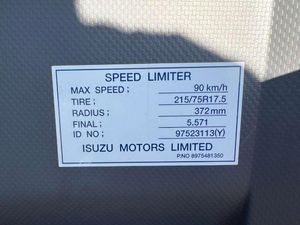 SPEED LIMITER
MAX SPEED; 90 km/h
TIRE; 215/75R17.5
RADIUS; 372mm
FINAL; 5.571
ID NO; 97523113(Y)
ISUZU MOTORS LIMITED
P.NO 8975481350